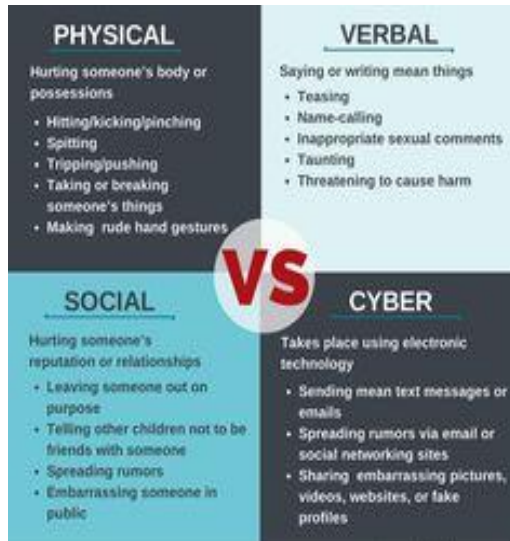 PHYSICAL
Hurting someone's body or
possessions
• Hitting/kicking/pinching
• Spitting
• Tripping/pushing
• Taking or breaking
someone's things
• Making rude hand gestures
VERBAL
Saying or writing mean things
• Teasing
• Name-calling
• Inappropriate sexual comments
• Taunting
• Threatening to cause harm
VS
SOCIAL
Hurting someone's
reputation or relationships
• Leaving someone out on
purpose
• Telling other children not to be
friends with someone
• Spreading rumors
• Embarrassing someone in
public
CYBER
Takes place using electronic
technology
• Sending mean text messages or
emails
• Spreading rumors via email or
social networking sites
• Sharing embarrassing pictures,
videos, websites, or fake
profiles